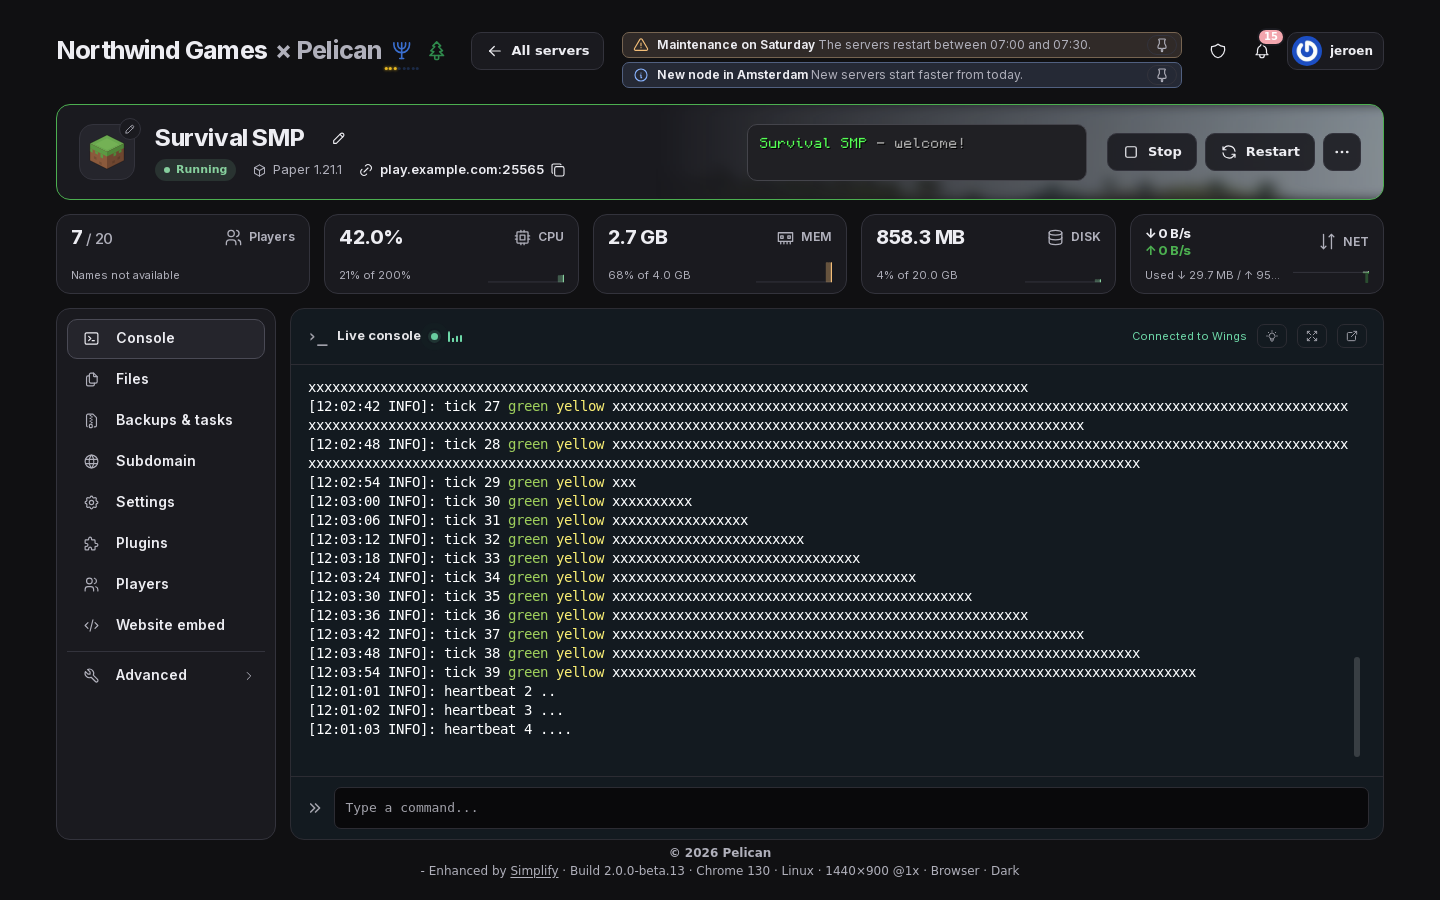 Northwind Games × Pelican
All servers
Maintenance on Saturday The servers restart between 07:00 and 07:30.
New node in Amsterdam New servers start faster from today.
15
jeroen
Survival SMP
Running
Paper 1.21.1
play.example.com:25565
Survival SMP - welcome!
Stop
Restart
7 / 20
Players
Names not available
42.0%
CPU
21% of 200%
2.7 GB
MEM
68% of 4.0 GB
858.3 MB
DISK
4% of 20.0 GB
↓ 0 B/s
↑ 0 B/s
NET
Used ↓ 29.7 MB / ↑ 95...
Console
Files
Backups & tasks
Subdomain
Settings
Plugins
Players
Website embed
Advanced
Live console
Connected to Wings
xxxxxxxxxxxxxxxxxxxxxxxxxxxxxxxxxxxxxxxxxxxxxxxxxxxxxxxxxxxxxxxxxxxxxxxxxxxxxxxxxxxxxxxxxx
[12:02:42 INFO]: tick 27 green yellow xxxxxxxxxxxxxxxxxxxxxxxxxxxxxxxxxxxxxxxxxxxxxxxxxxxxxxxxxxxxxxxxxxxxxxxxxxxxxxxxxxxxxxxxxxxx
xxxxxxxxxxxxxxxxxxxxxxxxxxxxxxxxxxxxxxxxxxxxxxxxxxxxxxxxxxxxxxxxxxxxxxxxxxxxxxxxxxxxxxxxxxxxxxxxx
[12:02:48 INFO]: tick 28 green yellow xxxxxxxxxxxxxxxxxxxxxxxxxxxxxxxxxxxxxxxxxxxxxxxxxxxxxxxxxxxxxxxxxxxxxxxxxxxxxxxxxxxxxxxxxxxx
xxxxxxxxxxxxxxxxxxxxxxxxxxxxxxxxxxxxxxxxxxxxxxxxxxxxxxxxxxxxxxxxxxxxxxxxxxxxxxxxxxxxxxxxxxxxxxxxxxxxxxxx
[12:02:54 INFO]: tick 29 green yellow xxx
[12:03:00 INFO]: tick 30 green yellow xxxxxxxxxx
[12:03:06 INFO]: tick 31 green yellow xxxxxxxxxxxxxxxxx
[12:03:12 INFO]: tick 32 green yellow xxxxxxxxxxxxxxxxxxxxxxxx
[12:03:18 INFO]: tick 33 green yellow xxxxxxxxxxxxxxxxxxxxxxxxxxxxxxx
[12:03:24 INFO]: tick 34 green yellow xxxxxxxxxxxxxxxxxxxxxxxxxxxxxxxxxxxxxx
[12:03:30 INFO]: tick 35 green yellow xxxxxxxxxxxxxxxxxxxxxxxxxxxxxxxxxxxxxxxxxxxxx
[12:03:36 INFO]: tick 36 green yellow xxxxxxxxxxxxxxxxxxxxxxxxxxxxxxxxxxxxxxxxxxxxxxxxxxxx
[12:03:42 INFO]: tick 37 green yellow xxxxxxxxxxxxxxxxxxxxxxxxxxxxxxxxxxxxxxxxxxxxxxxxxxxxxxxxxxx
[12:03:48 INFO]: tick 38 green yellow xxxxxxxxxxxxxxxxxxxxxxxxxxxxxxxxxxxxxxxxxxxxxxxxxxxxxxxxxxxxxxxxxx
[12:03:54 INFO]: tick 39 green yellow xxxxxxxxxxxxxxxxxxxxxxxxxxxxxxxxxxxxxxxxxxxxxxxxxxxxxxxxxxxxxxxxxxxxxxxxx
[12:01:01 INFO]: heartbeat 2 ..
[12:01:02 INFO]: heartbeat 3 ...
[12:01:03 INFO]: heartbeat 4 ....
Type a command...
© 2026 Pelican
- Enhanced by Simplify · Build 2.0.0-beta.13 · Chrome 130 · Linux · 1440×900 @1x · Browser · Dark